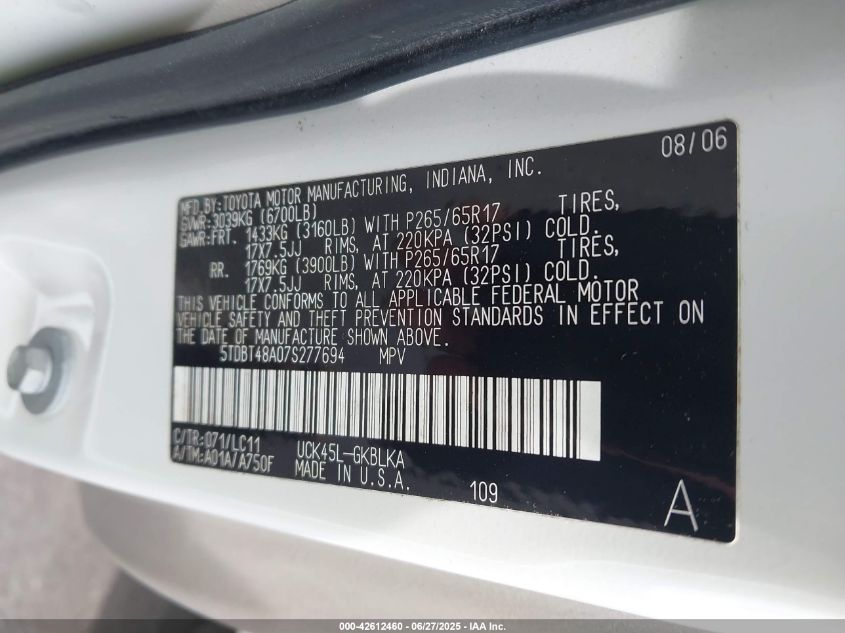 08/06
MFD.BY:TOYOTA MOTOR MANUFACTURING, INDIANA, INC.
GVWR:3039KG (6700LB)
GAWR:FRT. 1433KG (3160LB) WITH P265/65R17 TIRES,
17X7.5JJ RIMS, AT 220KPA (32PSI) COLD.
RR. 1769KG (3900LB) WITH P265/65R17 TIRES,
17X7.5JJ RIMS, AT 220KPA (32PSI) COLD.
THIS VEHICLE CONFORMS TO ALL APPLICABLE FEDERAL MOTOR
VEHICLE SAFETY AND THEFT PREVENTION STANDARDS IN EFFECT ON
THE DATE OF MANUFACTURE SHOWN ABOVE.
5TDBT48A07S277694 MPV
C/TR:071/LC11 UCK45L-GKBLKA
A/TM:A01A/A750F MADE IN U.S.A.
109
A
000-42612460 - 06/27/2025 - IAA Inc.